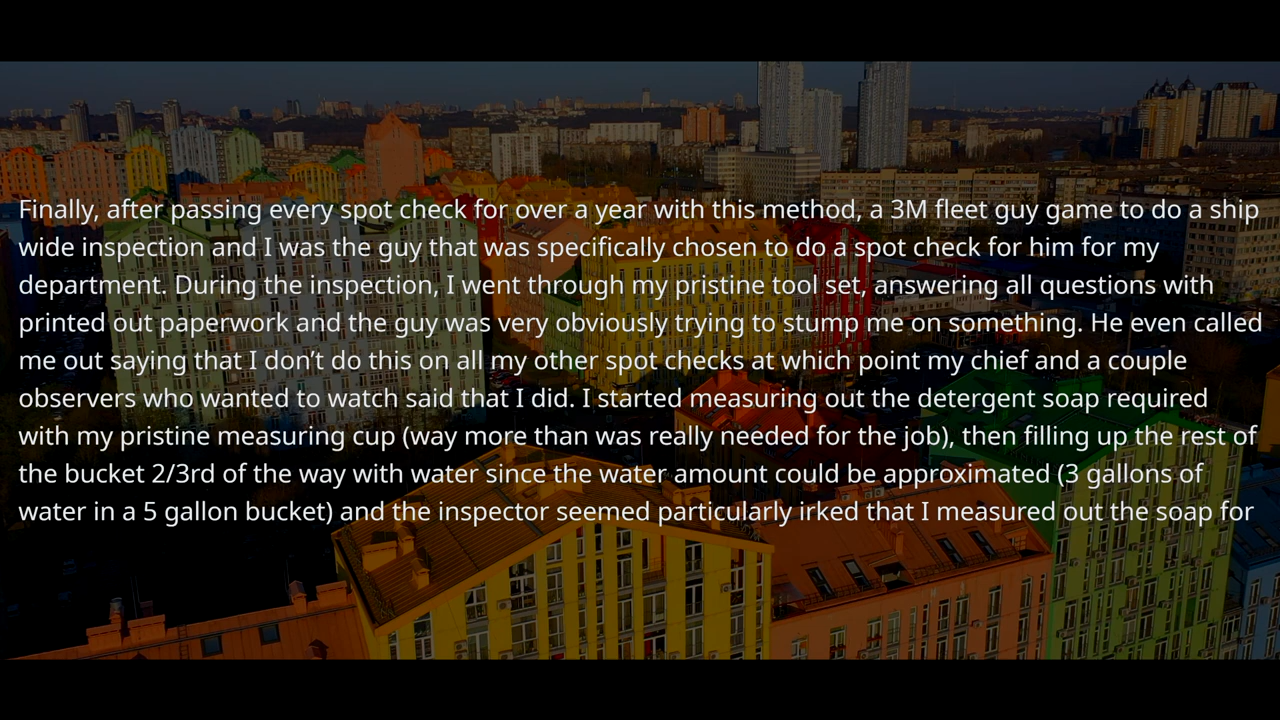 Finally, after passing every spot check for over a year with this method, a 3M fleet guy game to do a ship
wide inspection and I was the guy that was specifically chosen to do a spot check for him for my
department. During the inspection, I went through my pristine tool set, answering all questions with
printed out paperwork and the guy was very obviously trying to stump me on something. He even called
me out saying that I don’t do this on all my other spot checks at which point my chief and a couple
observers who wanted to watch said that I did. I started measuring out the detergent soap required
with my pristine measuring cup (way more than was really needed for the job), then filling up the rest of
the bucket 2/3rd of the way with water since the water amount could be approximated (3 gallons of
water in a 5 gallon bucket) and the inspector seemed particularly irked that I measured out the soap for